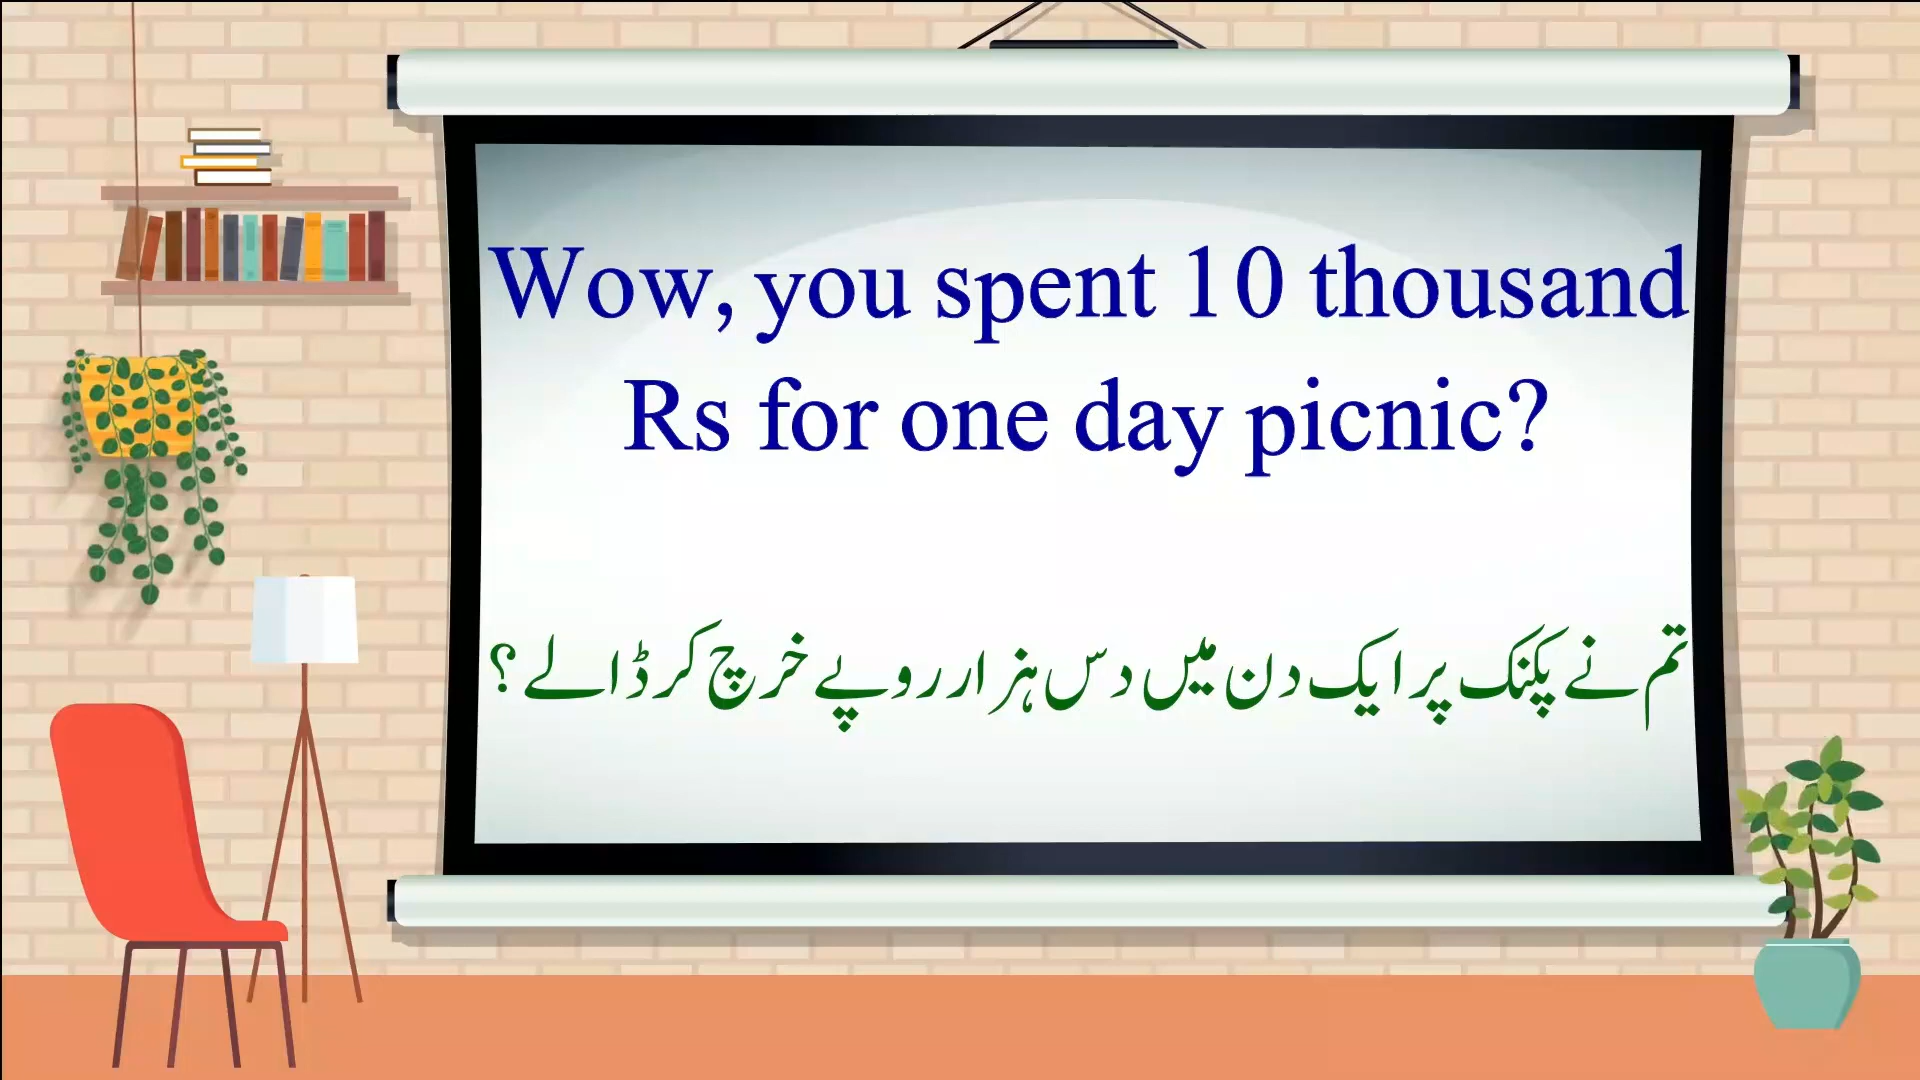 Wow, you spent 10 thousand
Rs for one day picnic?
تم نے پکنک پر ایک دن میں دس ہزار روپے خرچ کر ڈالے؟